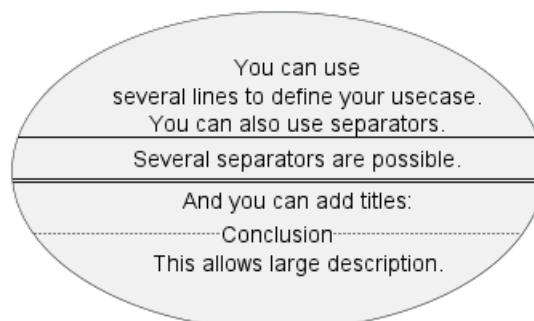 You can use
several lines to define your usecase.
You can also use separators.
Several separators are possible.
And you can add titles:
Conclusion
This allows large description.